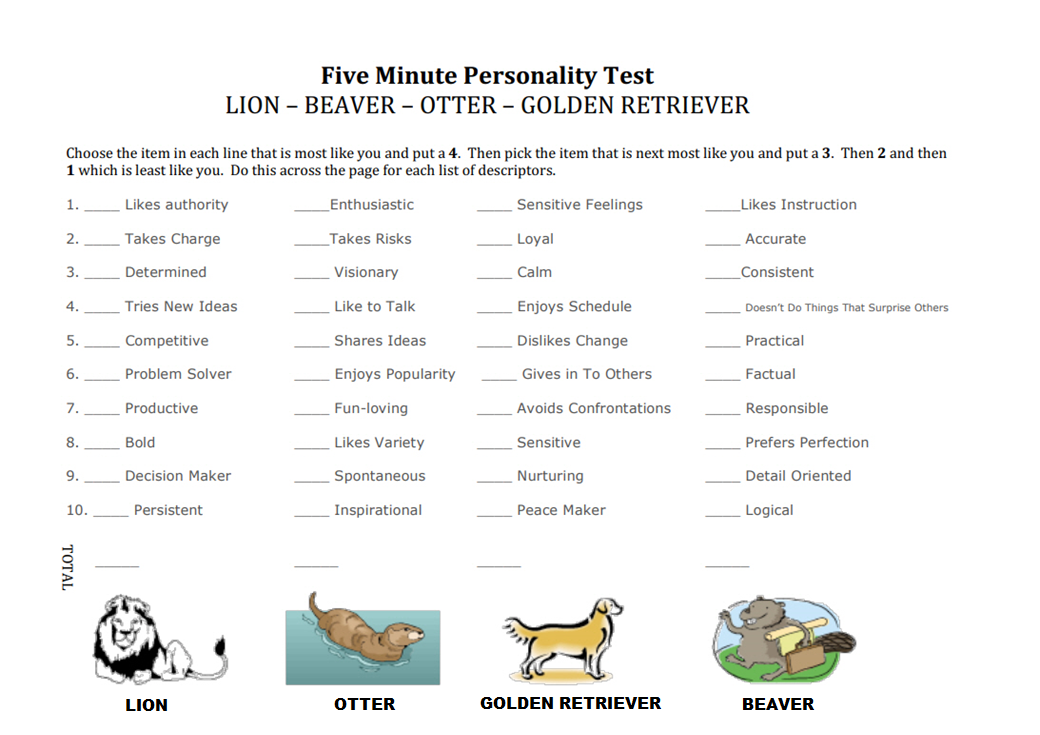 Five Minute Personality Test
LION – BEAVER – OTTER – GOLDEN RETRIEVER
Choose the item in each line that is most like you and put a 4. Then pick the item that is next most like you and put a 3. Then 2 and then
1 which is least like you. Do this across the page for each list of descriptors.
1. ____ Likes authority ____Enthusiastic ____ Sensitive Feelings ____Likes Instruction
2. ____ Takes Charge ____Takes Risks ____ Loyal ____ Accurate
3. ____ Determined ____ Visionary ____ Calm ____Consistent
4. ____ Tries New Ideas ____ Like to Talk ____ Enjoys Schedule ____ Doesn't Do Things That Surprise Others
5. ____ Competitive ____ Shares Ideas ____ Dislikes Change ____ Practical
6. ____ Problem Solver ____ Enjoys Popularity ____ Gives in To Others ____ Factual
7. ____ Productive ____ Fun-loving ____ Avoids Confrontations ____ Responsible
8. ____ Bold ____ Likes Variety ____ Sensitive ____ Prefers Perfection
9. ____ Decision Maker ____ Spontaneous ____ Nurturing ____ Detail Oriented
10. ____ Persistent ____ Inspirational ____ Peace Maker ____ Logical
TOTAL _____ _____ _____ _____
LION OTTER GOLDEN RETRIEVER BEAVER